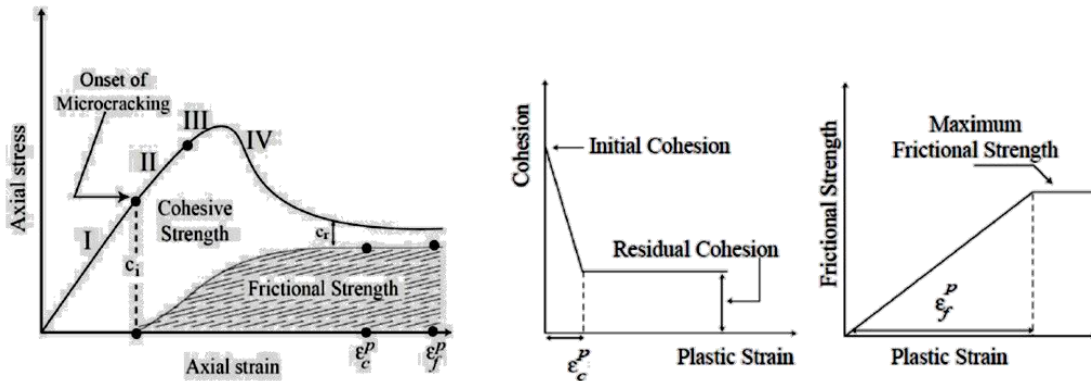 Axial stress
Onset of
Microcracking
I
II
III
IV
Cohesive
Strength
c_i
c_r
Frictional Strength
ε_c^p
ε_f^p
Axial strain
Cohesion
Initial Cohesion
Residual Cohesion
ε_c^p
Plastic Strain
Frictional Strength
Maximum
Frictional Strength
ε_f^p
Plastic Strain